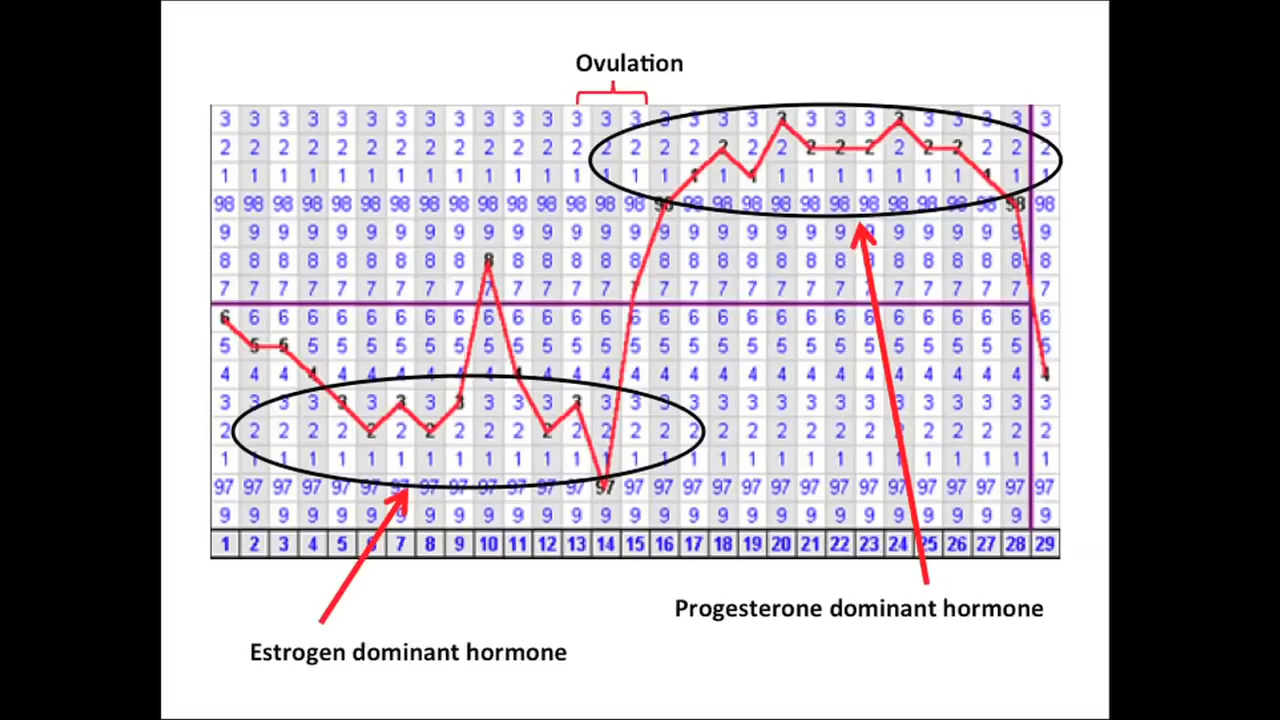 Ovulation
3 3 3 3 3 3 3 3 3 3 3 3 3 3 3 3 3 3 3 3 3 3 3 3 3 3 3 3 3
2 2 2 2 2 2 2 2 2 2 2 2 2 2 2 2 2 2 2 2 2 2 2 2 2 2 2 2 2
1 1 1 1 1 1 1 1 1 1 1 1 1 1 1 1 1 1 1 1 1 1 1 1 1 1 1 1 1
98 98 98 98 98 98 98 98 98 98 98 98 98 98 98 98 98 98 98 98 98 98 98 98 98 98 98 98 98
9 9 9 9 9 9 9 9 9 9 9 9 9 9 9 9 9 9 9 9 9 9 9 9 9 9 9 9 9
8 8 8 8 8 8 8 8 8 8 8 8 8 8 8 8 8 8 8 8 8 8 8 8 8 8 8 8 8
7 7 7 7 7 7 7 7 7 7 7 7 7 7 7 7 7 7 7 7 7 7 7 7 7 7 7 7 7
6 6 6 6 6 6 6 6 6 6 6 6 6 6 6 6 6 6 6 6 6 6 6 6 6 6 6 6 6
5 5 5 5 5 5 5 5 5 5 5 5 5 5 5 5 5 5 5 5 5 5 5 5 5 5 5 5 5
4 4 4 4 4 4 4 4 4 4 4 4 4 4 4 4 4 4 4 4 4 4 4 4 4 4 4 4 4
3 3 3 3 3 3 3 3 3 3 3 3 3 3 3 3 3 3 3 3 3 3 3 3 3 3 3 3 3
2 2 2 2 2 2 2 2 2 2 2 2 2 2 2 2 2 2 2 2 2 2 2 2 2 2 2 2 2
1 1 1 1 1 1 1 1 1 1 1 1 1 1 1 1 1 1 1 1 1 1 1 1 1 1 1 1 1
97 97 97 97 97 97 97 97 97 97 97 97 97 97 97 97 97 97 97 97 97 97 97 97 97 97 97 97 97
9 9 9 9 9 9 9 9 9 9 9 9 9 9 9 9 9 9 9 9 9 9 9 9 9 9 9 9 9
1 2 3 4 5 6 7 8 9 10 11 12 13 14 15 16 17 18 19 20 21 22 23 24 25 26 27 28 29
Progesterone dominant hormone
Estrogen dominant hormone